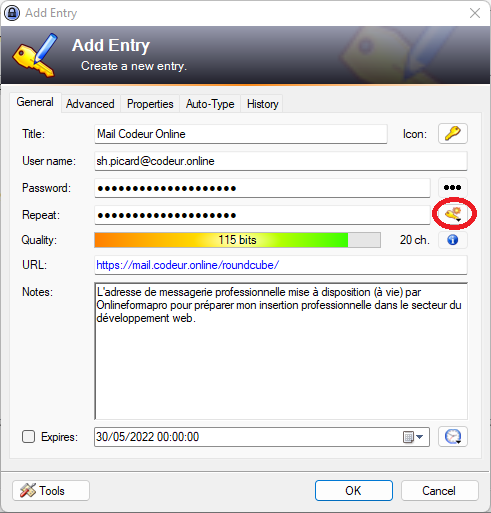 Add Entry
Add Entry
Create a new entry.
General Advanced Properties Auto-Type History
Title: Mail Codeur Online Icon:
User name: sh.picard@codeur.online
Password: ●●●●●●●●●●●●●●●●●●●● ●●●
Repeat: ●●●●●●●●●●●●●●●●●●●●
Quality: 115 bits 20 ch.
URL: https://mail.codeur.online/roundcube/
Notes: L'adresse de messagerie professionnelle mise à disposition (à vie) par
Onlineformapro pour préparer mon insertion professionnelle dans le secteur du
développement web.
Expires: 30/05/2022 00:00:00
Tools OK Cancel